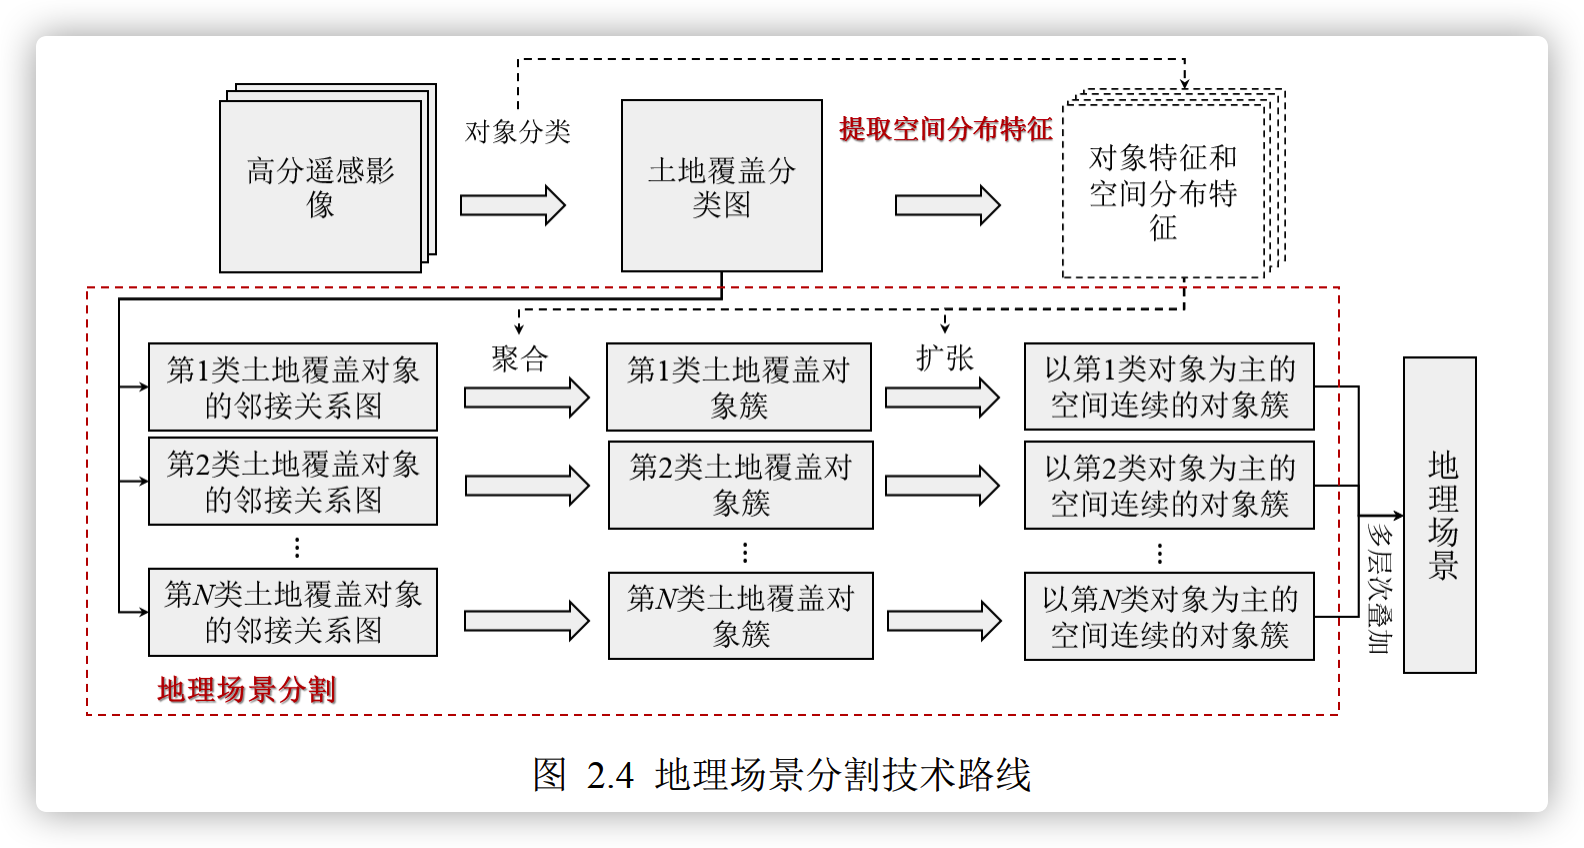 高分遥感影
像
对象分类
土地覆盖分
类图
提取空间分布特征
对象特征和
空间分布特
征
聚合
扩张
第1类土地覆盖对象
的邻接关系图
第1类土地覆盖对
象簇
以第1类对象为主的
空间连续的对象簇
第2类土地覆盖对象
的邻接关系图
第2类土地覆盖对
象簇
以第2类对象为主的
空间连续的对象簇
⋮
⋮
⋮
第N类土地覆盖对象
的邻接关系图
第N类土地覆盖对
象簇
以第N类对象为主的
空间连续的对象簇
多层次叠加
地理场景
地理场景分割
图 2.4 地理场景分割技术路线